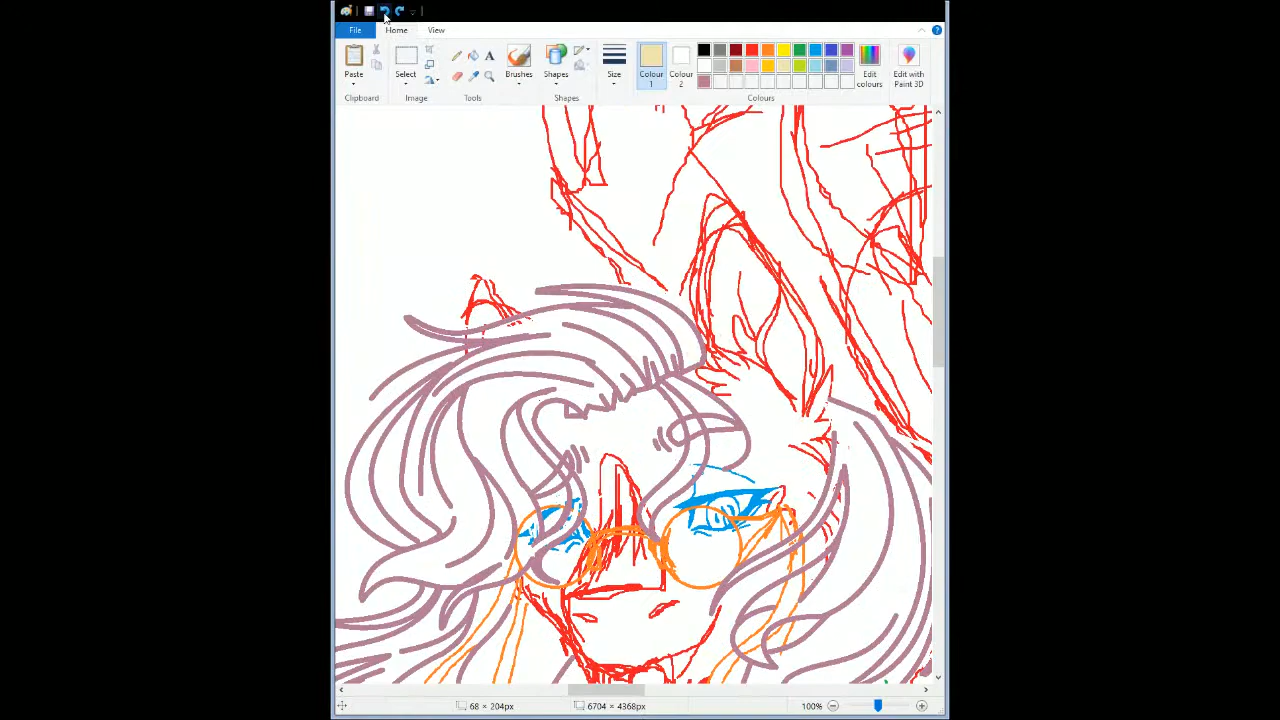 File Home View
Paste
Select
Brushes
Shapes
Size
Colour 1
Colour 2
Edit colours
Edit with Paint 3D
Clipboard Image Tools Shapes Colours
68 × 204px 6704 × 4368px 100%